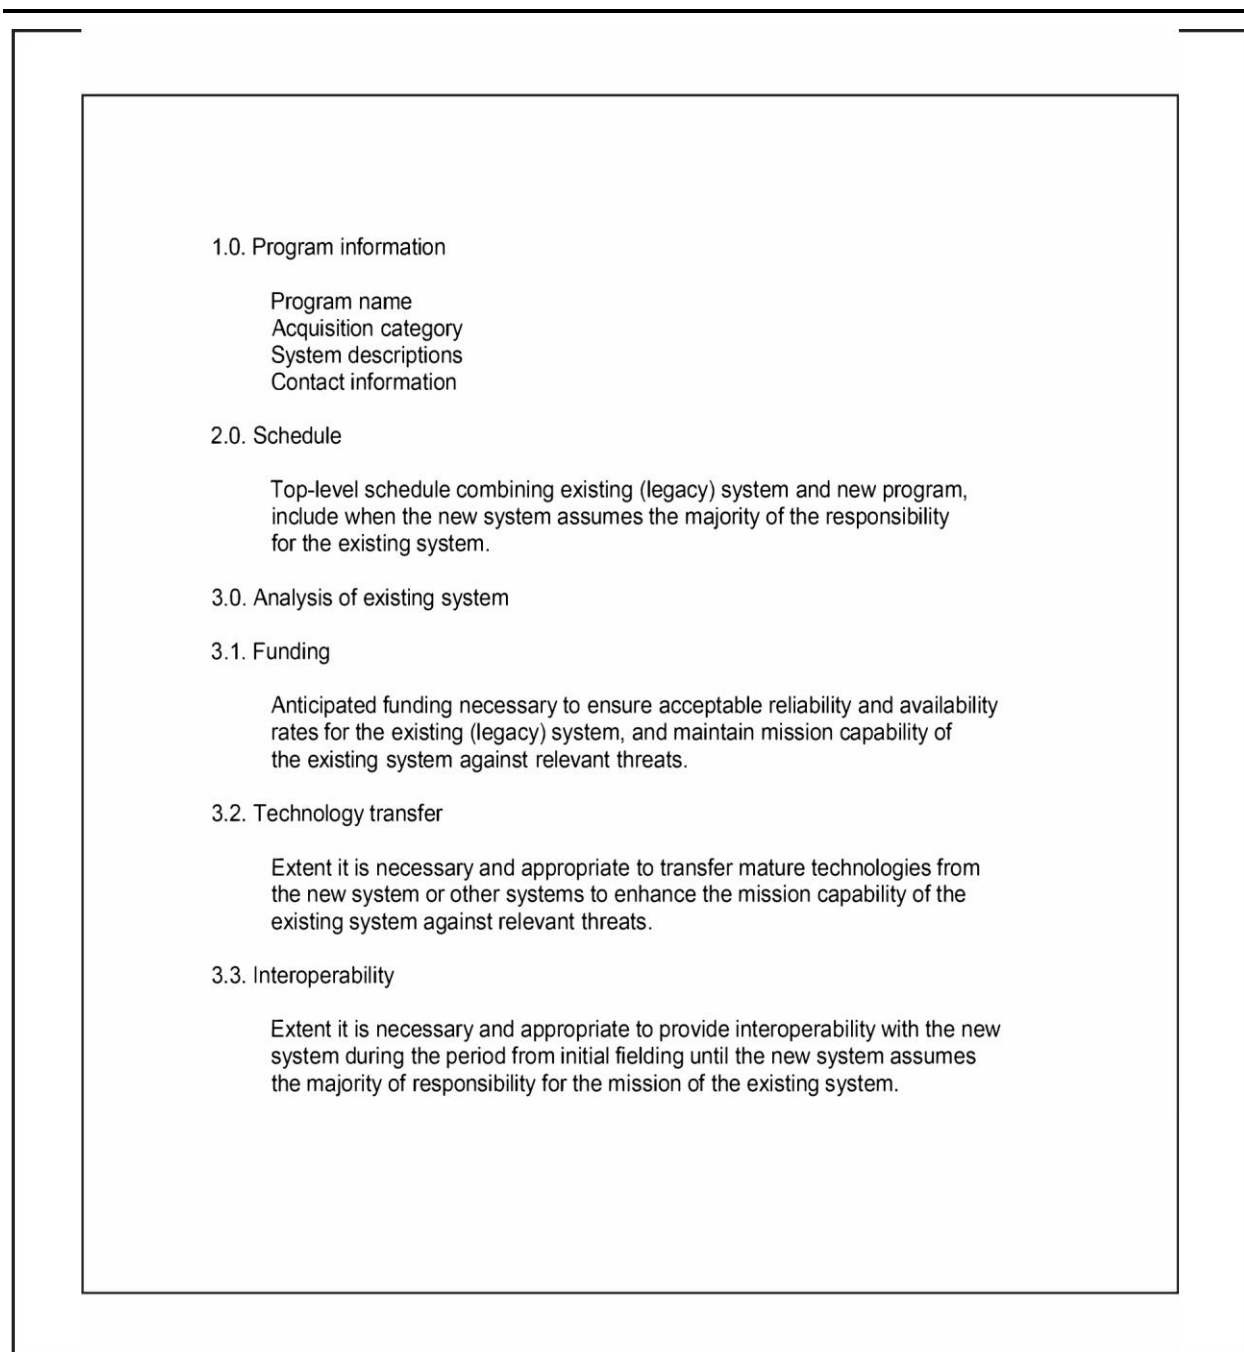 1.0. Program information
Program name
Acquisition category
System descriptions
Contact information
2.0. Schedule
Top-level schedule combining existing (legacy) system and new program,
include when the new system assumes the majority of the responsibility
for the existing system.
3.0. Analysis of existing system
3.1. Funding
Anticipated funding necessary to ensure acceptable reliability and availability
rates for the existing (legacy) system, and maintain mission capability of
the existing system against relevant threats.
3.2. Technology transfer
Extent it is necessary and appropriate to transfer mature technologies from
the new system or other systems to enhance the mission capability of the
existing system against relevant threats.
3.3. Interoperability
Extent it is necessary and appropriate to provide interoperability with the new
system during the period from initial fielding until the new system assumes
the majority of responsibility for the mission of the existing system.